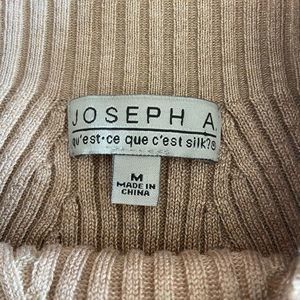 JOSEPH A.
qu'est-ce que c'est silk?®
M
MADE IN
CHINA